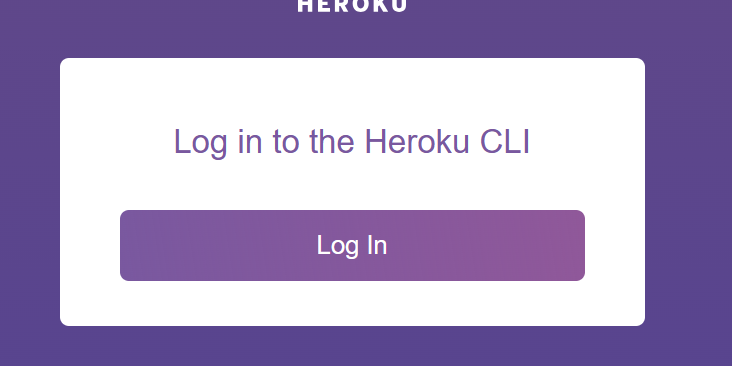 HEROKU
Log in to the Heroku CLI
Log In